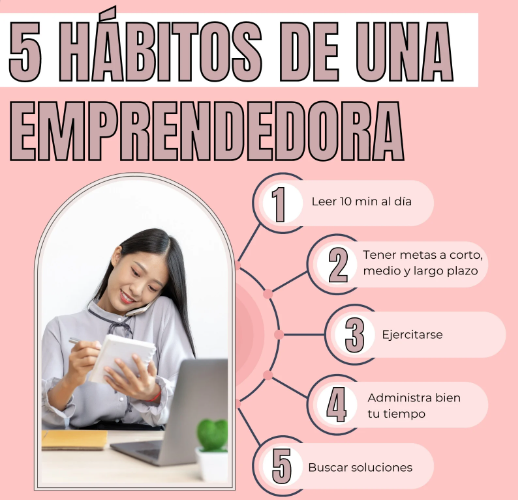 5 HÁBITOS DE UNA
EMPRENDEDORA
1
Leer 10 min al día
2
Tener metas a corto,
medio y largo plazo
3
Ejercitarse
4
Administra bien
tu tiempo
5
Buscar soluciones